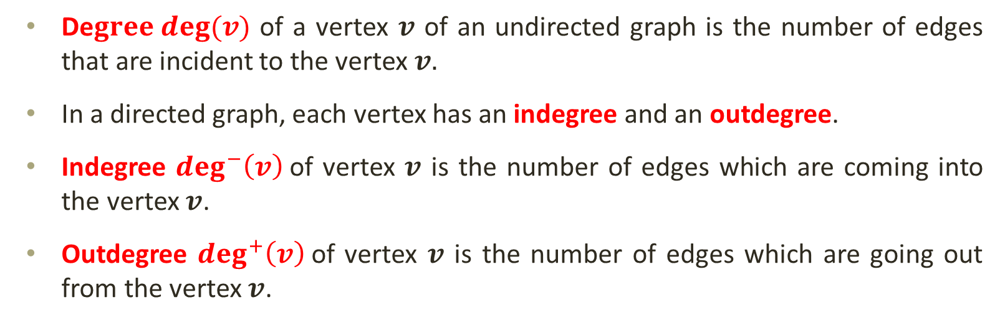 • Degree deg(v) of a vertex v of an undirected graph is the number of edges
that are incident to the vertex v.
• In a directed graph, each vertex has an indegree and an outdegree.
• Indegree deg⁻(v) of vertex v is the number of edges which are coming into
the vertex v.
• Outdegree deg⁺(v) of vertex v is the number of edges which are going out
from the vertex v.